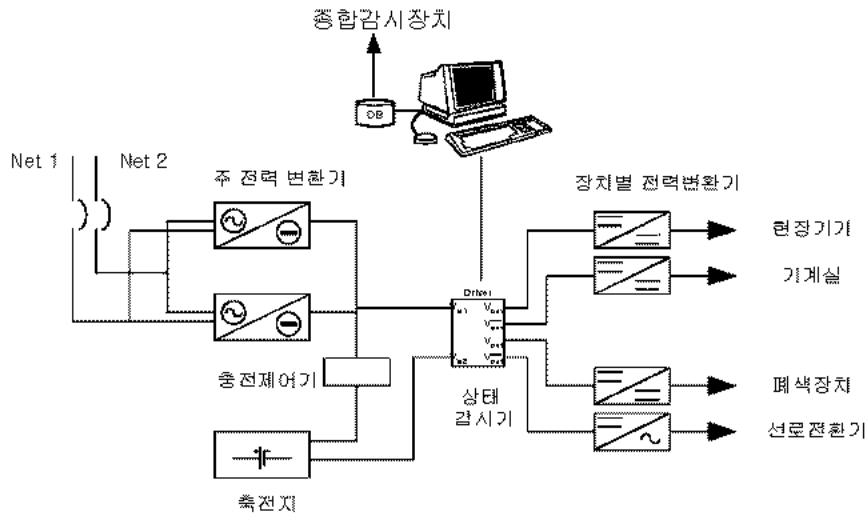 종합감시장치
DB
Net 1
Net 2
주 전력 변환기
장치별 전력변환기
현장기기
기계실
Driver
충전제어기
상태
감시기
폐색장치
선로전환기
축전지